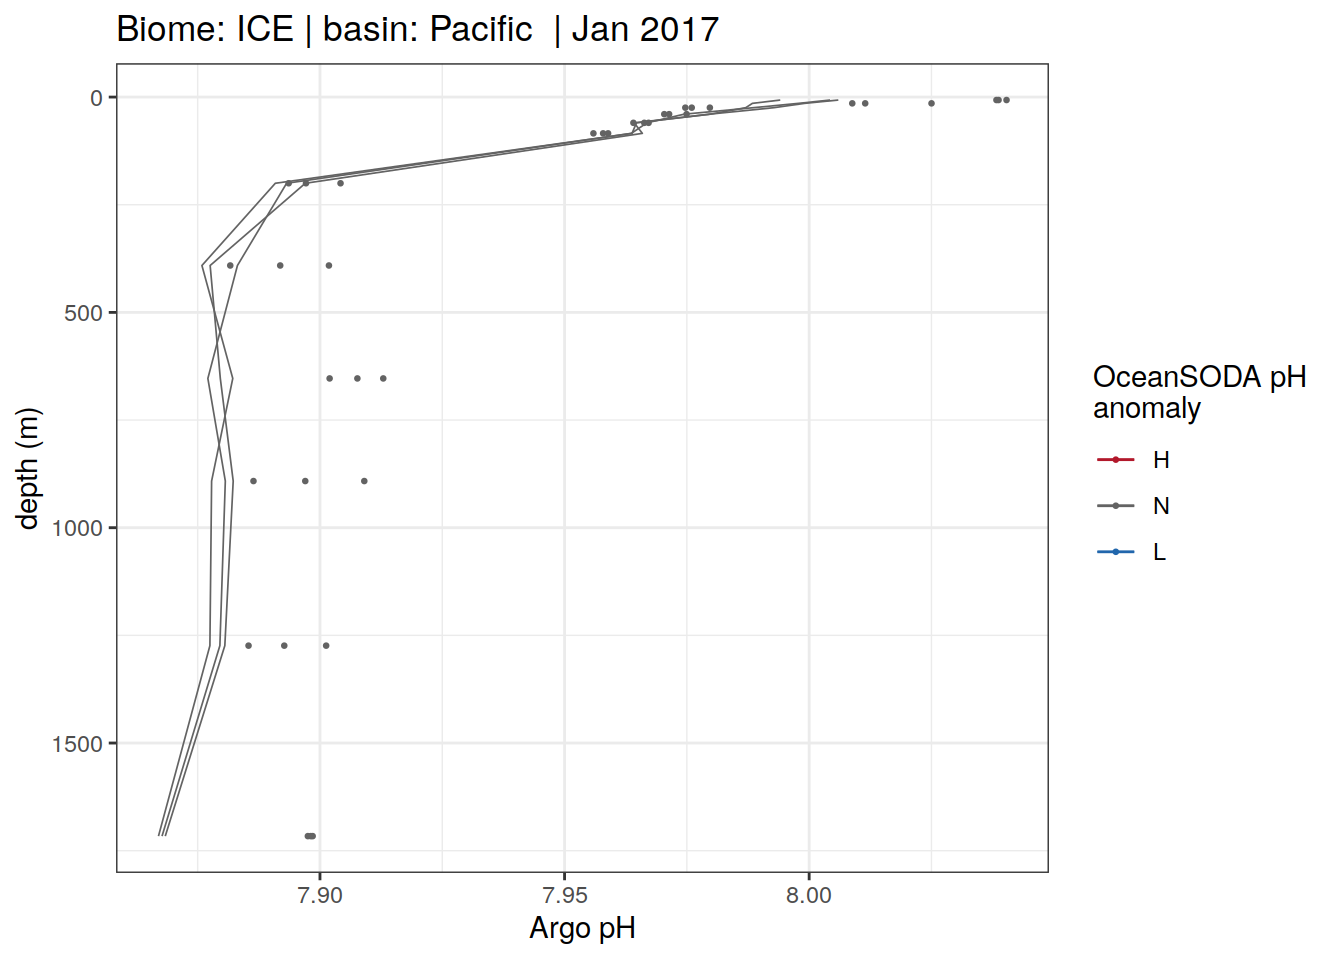 Biome: ICE | basin: Pacific  | Jan 2017
0
500
1000
1500
depth (m)
7.90
7.95
8.00
Argo pH
OceanSODA pH
anomaly
H
N
L